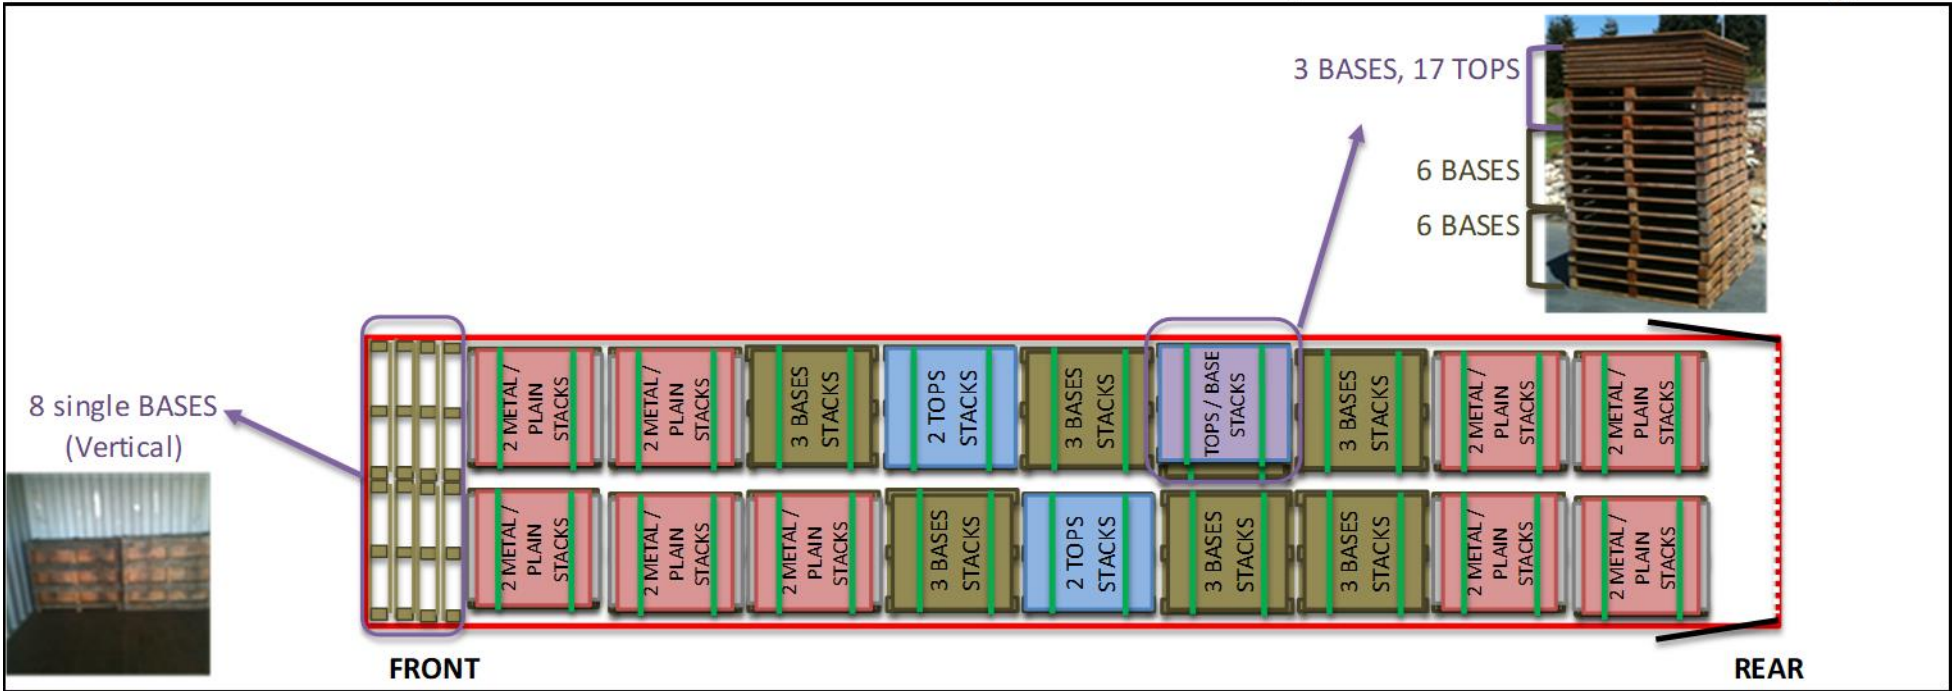 3 BASES, 17 TOPS
6 BASES
6 BASES
8 single BASES
(Vertical)
2 METAL /
PLAIN
STACKS
2 METAL /
PLAIN
STACKS
3 BASES
STACKS
2 TOPS
STACKS
3 BASES
STACKS
TOPS / BASE
STACKS
3 BASES
STACKS
2 METAL /
PLAIN
STACKS
2 METAL /
PLAIN
STACKS
2 METAL /
PLAIN
STACKS
2 METAL /
PLAIN
STACKS
2 METAL /
PLAIN
STACKS
3 BASES
STACKS
2 TOPS
STACKS
3 BASES
STACKS
3 BASES
STACKS
2 METAL /
PLAIN
STACKS
2 METAL /
PLAIN
STACKS
FRONT
REAR